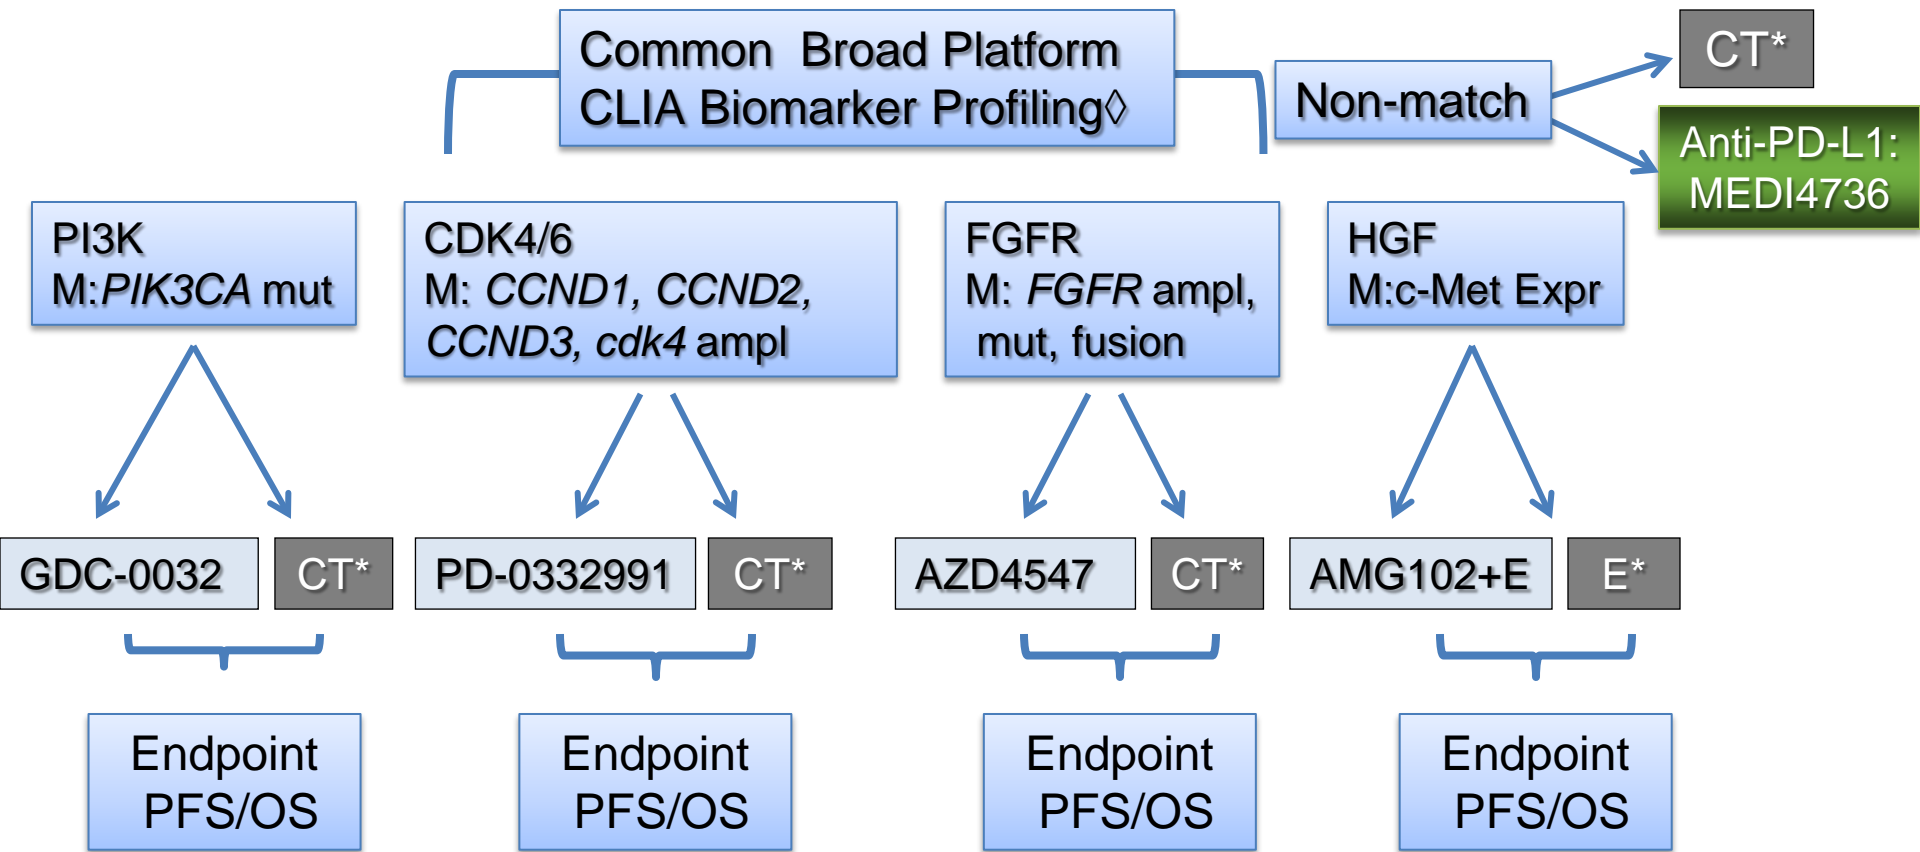 Common  Broad Platform
CLIA Biomarker Profiling◊
Non-match
CT*
Anti-PD-L1:
MEDI4736
PI3K
M:PIK3CA mut
CDK4/6
M: CCND1, CCND2,
CCND3, cdk4 ampl
FGFR
M: FGFR ampl,
mut, fusion
HGF
M:c-Met Expr
GDC-0032
CT*
PD-0332991
CT*
AZD4547
CT*
AMG102+E
E*
Endpoint
PFS/OS
Endpoint
PFS/OS
Endpoint
PFS/OS
Endpoint
PFS/OS